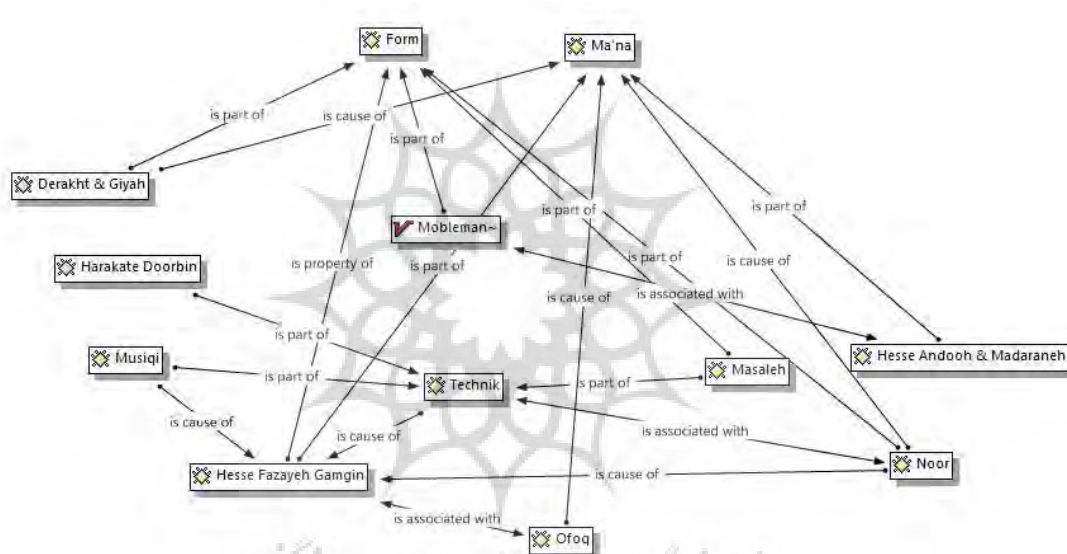 Form
Ma'na
is part of
is cause of
is part of
Derakht & Giyah
Mobleman~
is part of
is part of
Harakate Doorbin
is property of
is part of
is part of
is cause of
is cause of
is associated with
is part of
Musiqi
is part of
Technik
is part of
Masaleh
Hesse Andooh & Madaraneh
is cause of
is cause of
is associated with
Hesse Fazayeh Gamgin
is cause of
Noor
is associated with
Ofoq